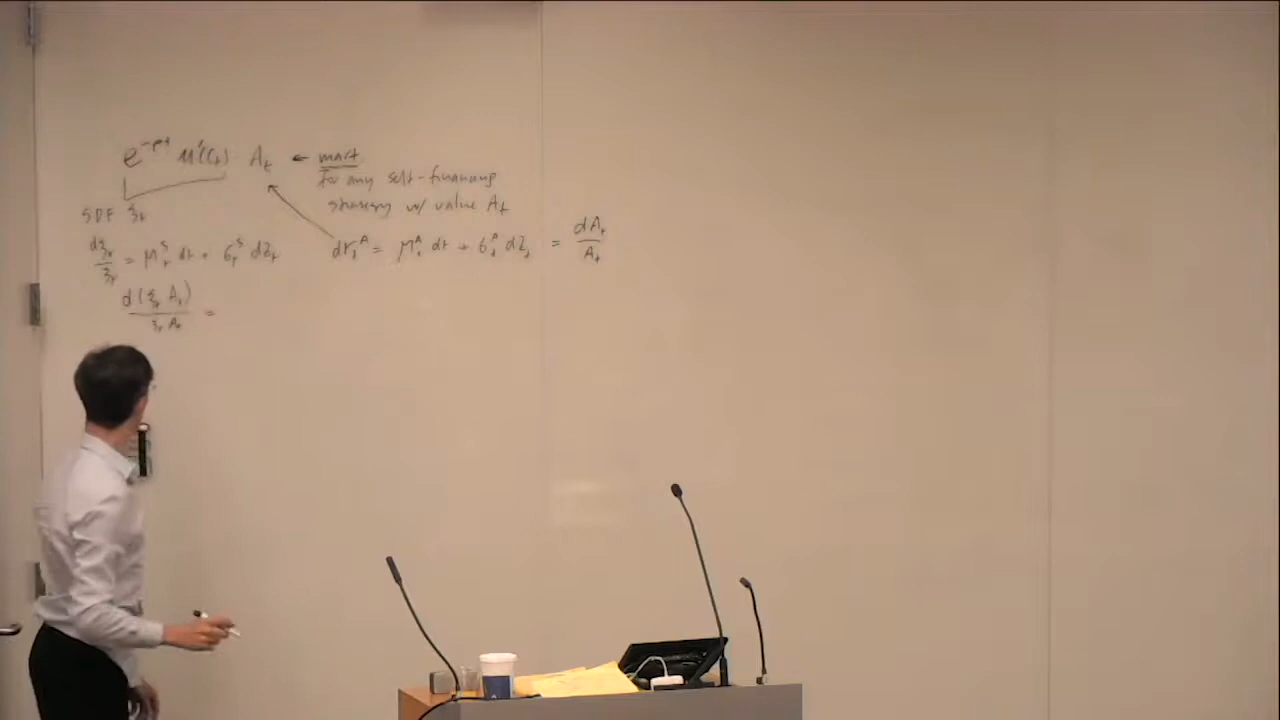 e^{-ρt} u'(C_t) A_t ← mart
for any self-financing
strategy w/ value A_t
SDF ξ_t
dξ_t/ξ_t = μ_t^ξ dt + σ_t^ξ dZ_t
dr_t^A = μ_t^A dt + σ_t^A dZ_t = dA_t/A_t
d(ξ_t A_t)/ξ_t A_t =